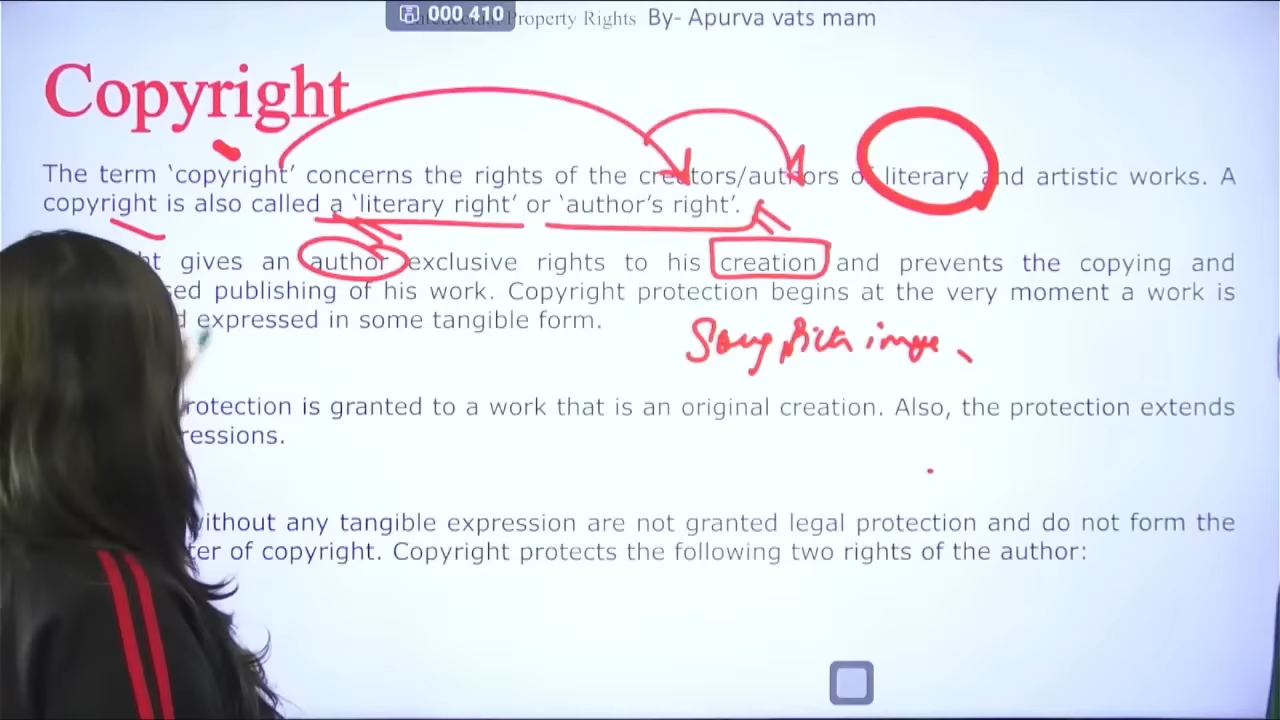 000 410
Property Rights By- Apurva vats mam
Copyright
The term ‘copyright’ concerns the rights of the creators/authors of literary and artistic works. A
copyright is also called a ‘literary right’ or ‘author’s right’.
gives an author exclusive rights to his creation and prevents the copying and
publishing of his work. Copyright protection begins at the very moment a work is
expressed in some tangible form.
Song image
rotection is granted to a work that is an original creation. Also, the protection extends
ressions.
ithout any tangible expression are not granted legal protection and do not form the
ter of copyright. Copyright protects the following two rights of the author: